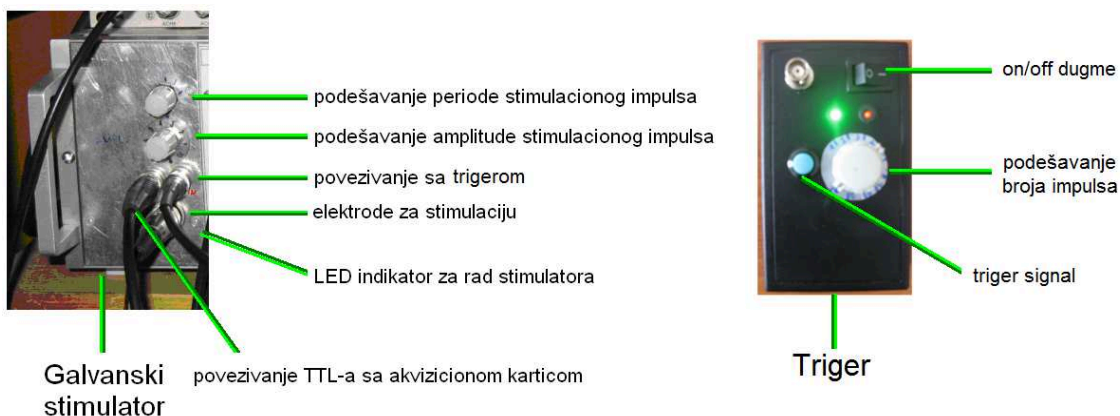 podešavanje periode stimulacionog impulsa
podešavanje amplitude stimulacionog impulsa
povezivanje sa trigerom
elektrode za stimulaciju
LED indikator za rad stimulatora
povezivanje TTL-a sa akvizicionom karticom
Galvanski
stimulator
on/off dugme
podešavanje
broja impulsa
triger signal
Triger